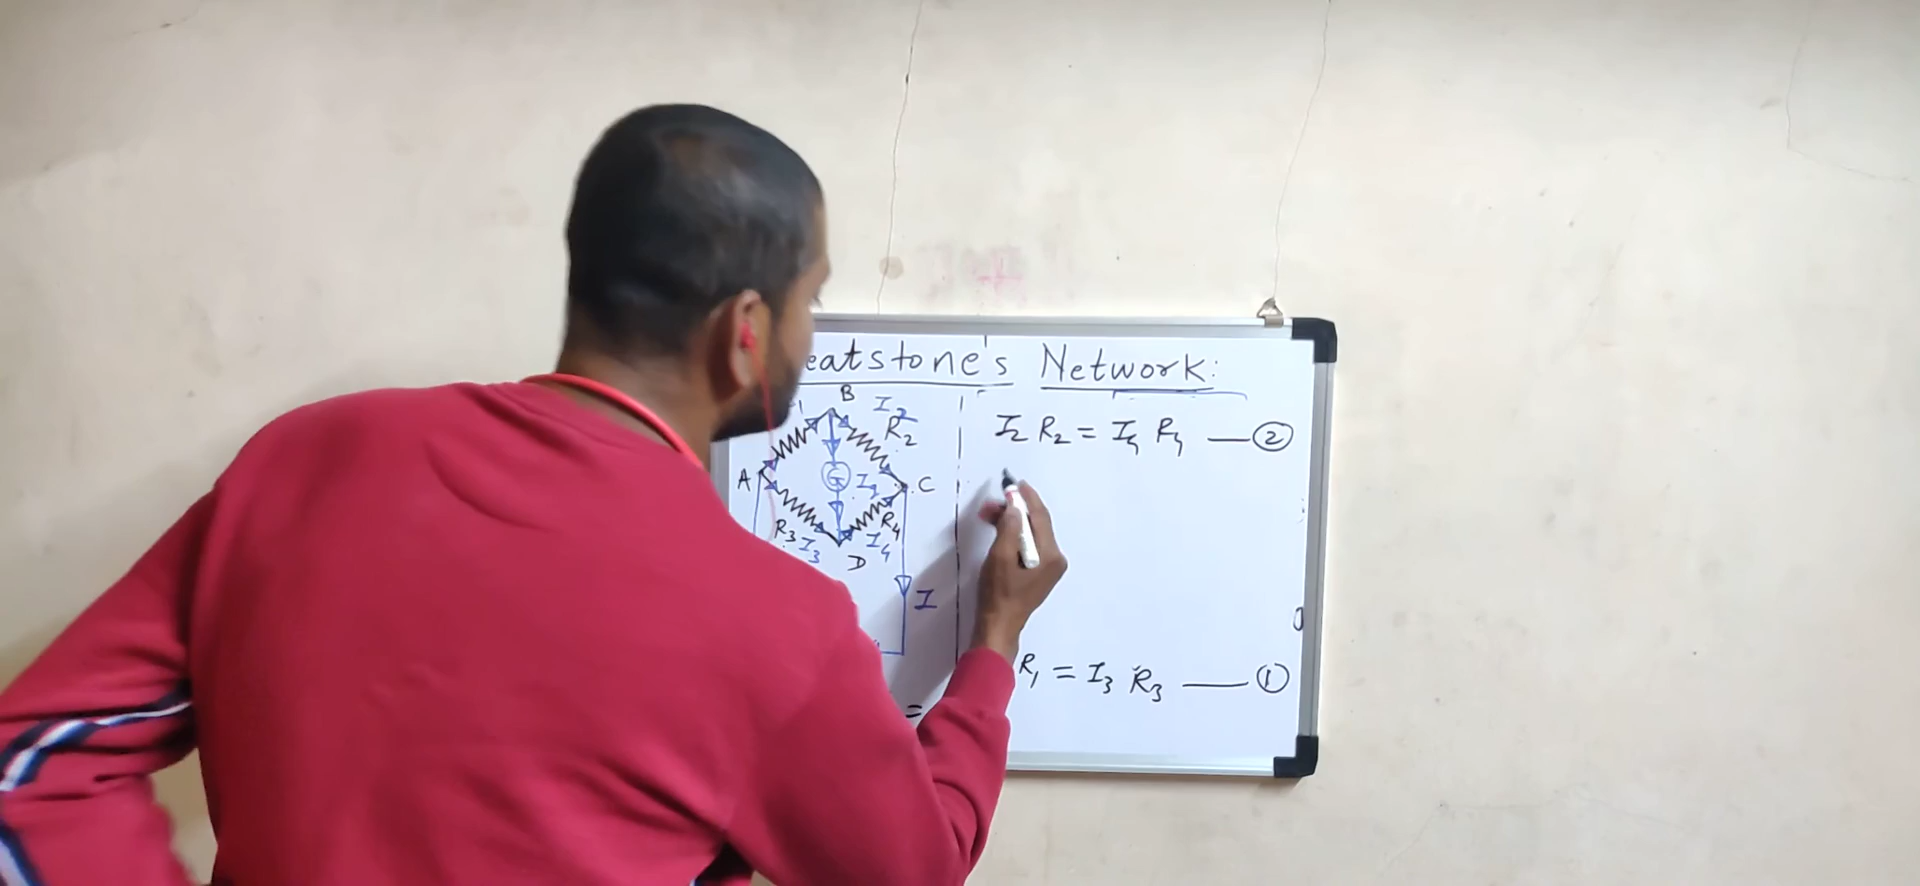 eatstone's Network:
B I2
R2
A G I C
R3 I3 R4
I4
D
I
I2 R2 = I4 R4 — ②
R1 = I3 R3 — ①
=